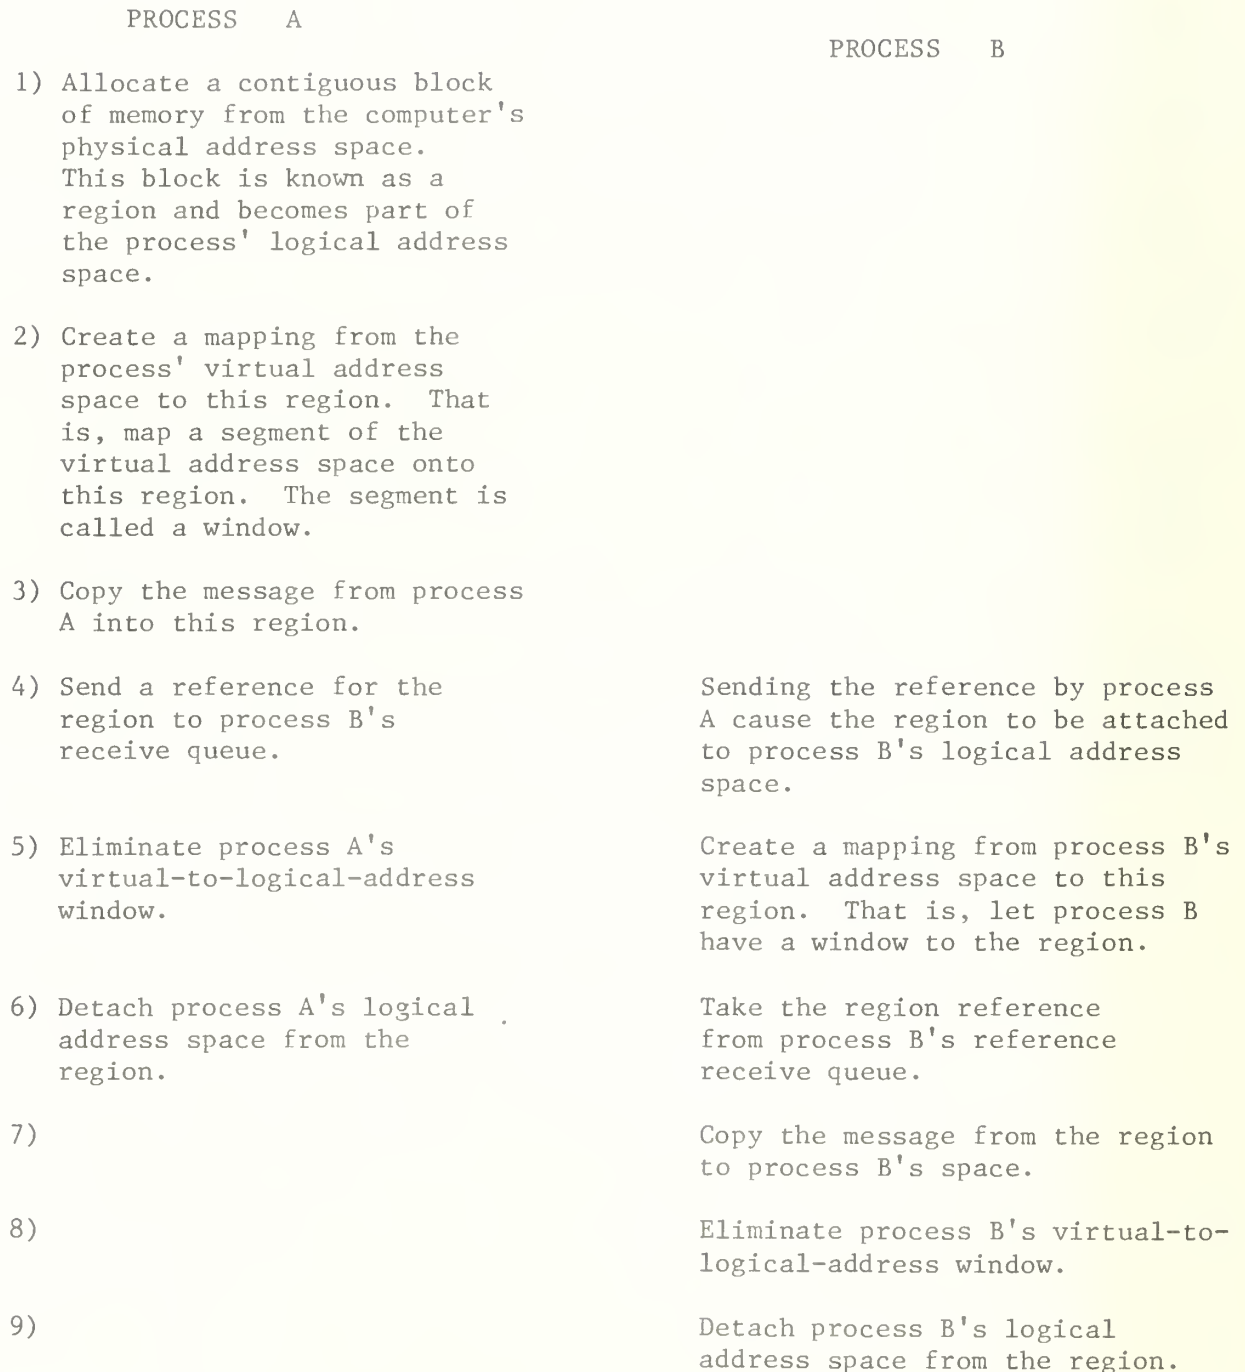 PROCESS A
PROCESS B
1) Allocate a contiguous block
of memory from the computer's
physical address space.
This block is known as a
region and becomes part of
the process' logical address
space.
2) Create a mapping from the
process' virtual address
space to this region. That
is, map a segment of the
virtual address space onto
this region. The segment is
called a window.
3) Copy the message from process
A into this region.
4) Send a reference for the
region to process B's
receive queue.
Sending the reference by process
A cause the region to be attached
to process B's logical address
space.
5) Eliminate process A's
virtual-to-logical-address
window.
Create a mapping from process B's
virtual address space to this
region. That is, let process B
have a window to the region.
6) Detach process A's logical
address space from the
region.
Take the region reference
from process B's reference
receive queue.
7)
Copy the message from the region
to process B's space.
8)
Eliminate process B's virtual-to-
logical-address window.
9)
Detach process B's logical
address space from the region.